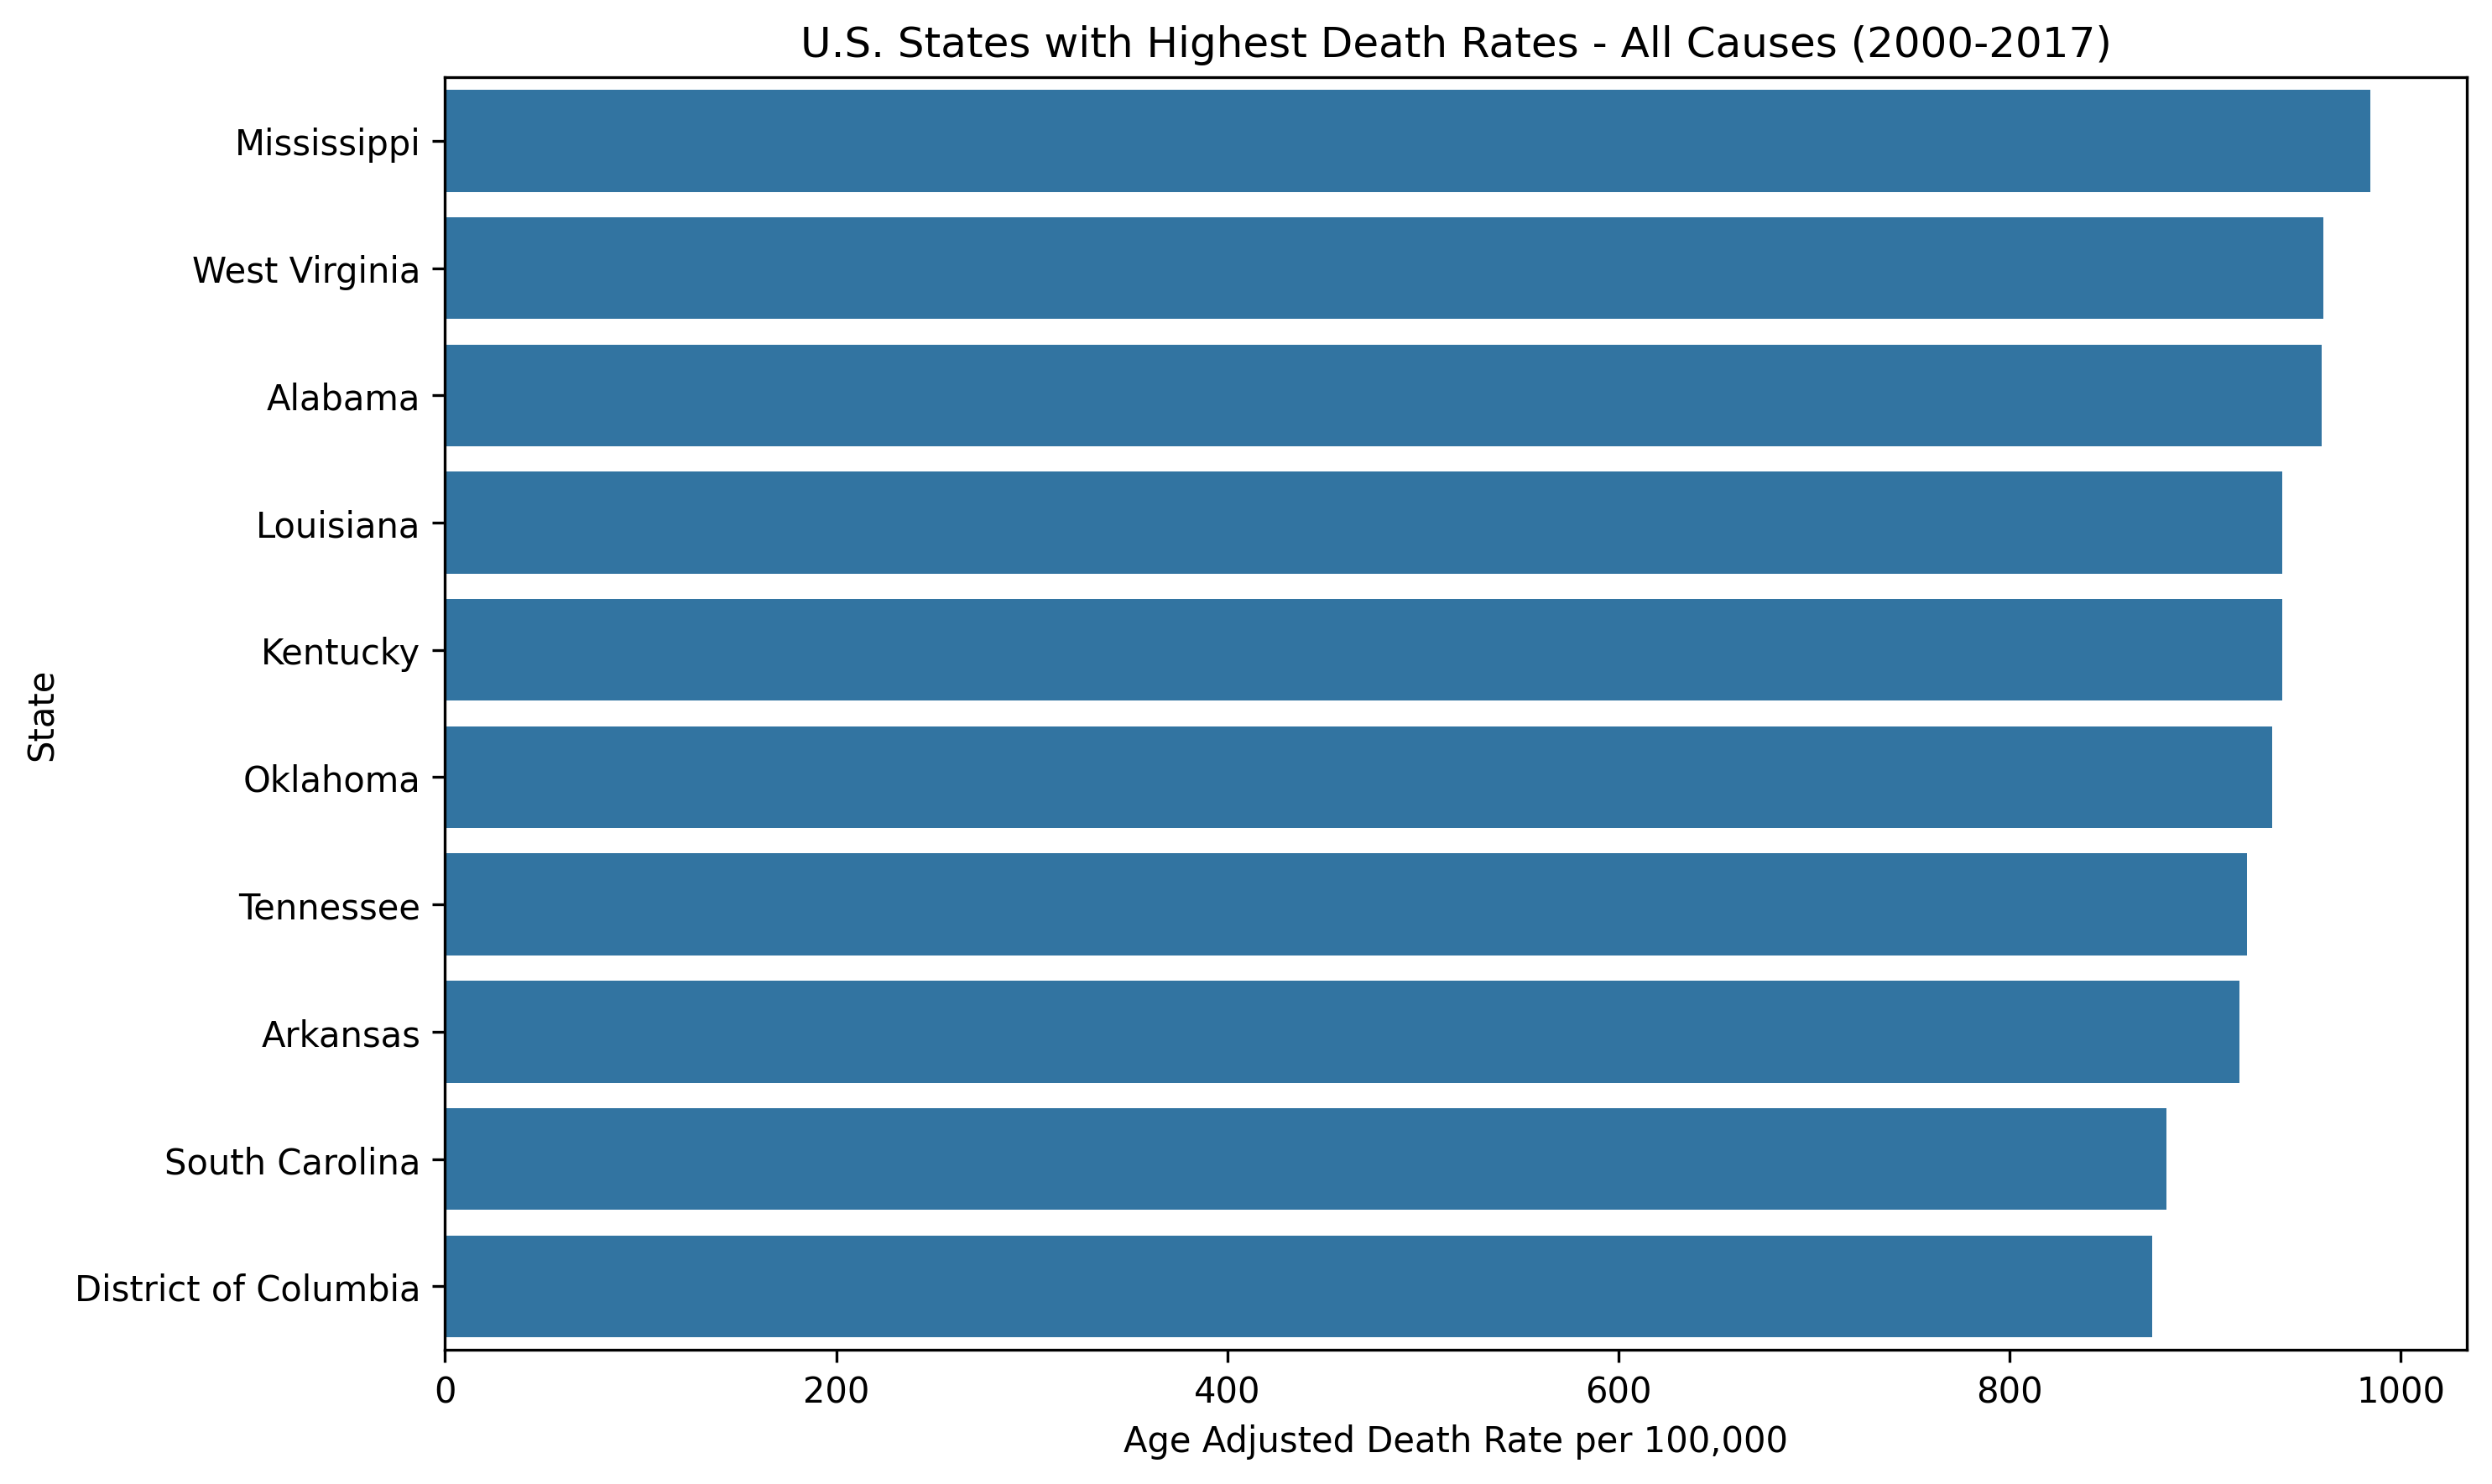 U.S. States with Highest Death Rates - All Causes (2000-2017)
State
Mississippi
West Virginia
Alabama
Louisiana
Kentucky
Oklahoma
Tennessee
Arkansas
South Carolina
District of Columbia
0 200 400 600 800 1000
Age Adjusted Death Rate per 100,000